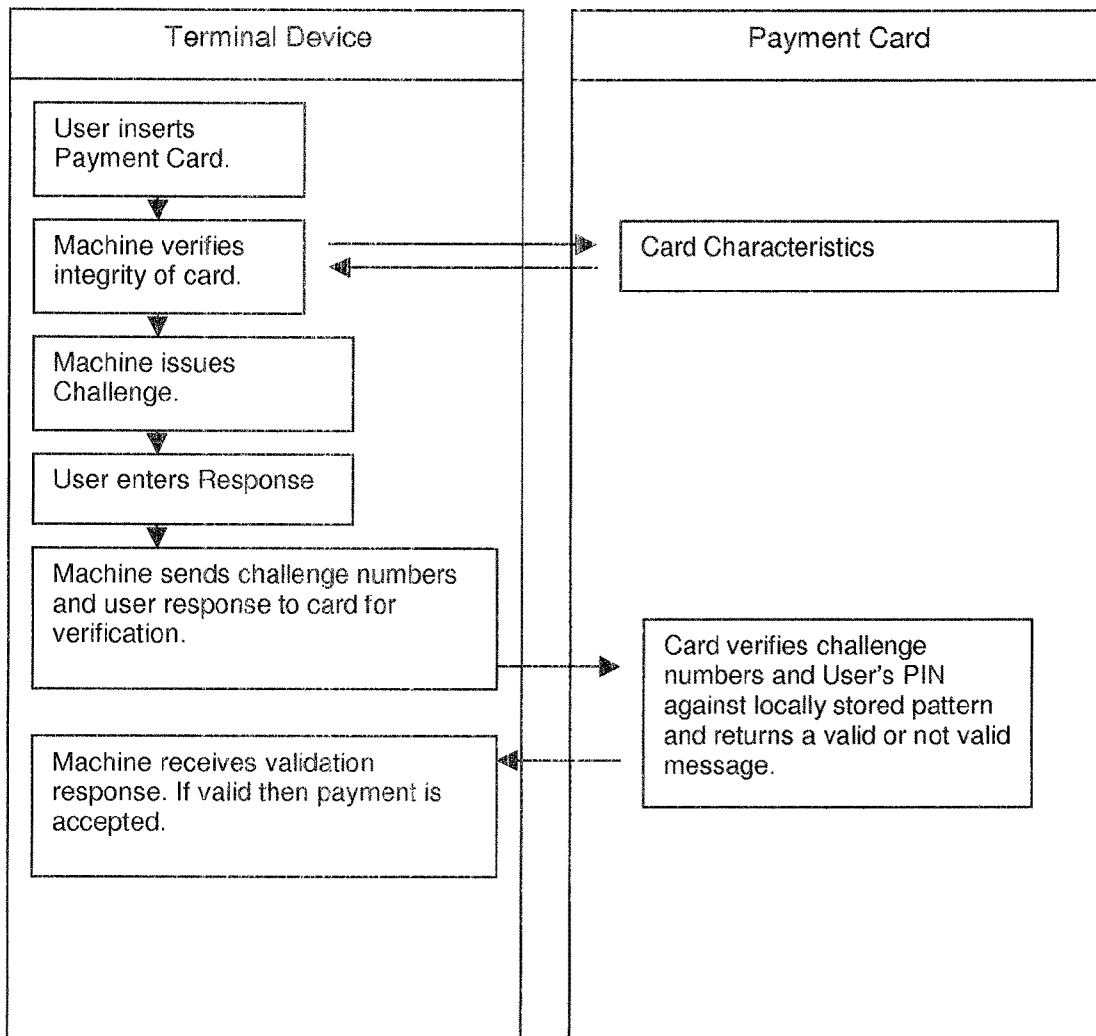 Terminal Device
Payment Card
User inserts
Payment Card.
Machine verifies
integrity of card.
Card Characteristics
Machine issues
Challenge.
User enters Response
Machine sends challenge numbers
and user response to card for
verification.
Card verifies challenge
numbers and User's PIN
against locally stored pattern
and returns a valid or not valid
message.
Machine receives validation
response. If valid then payment is
accepted.